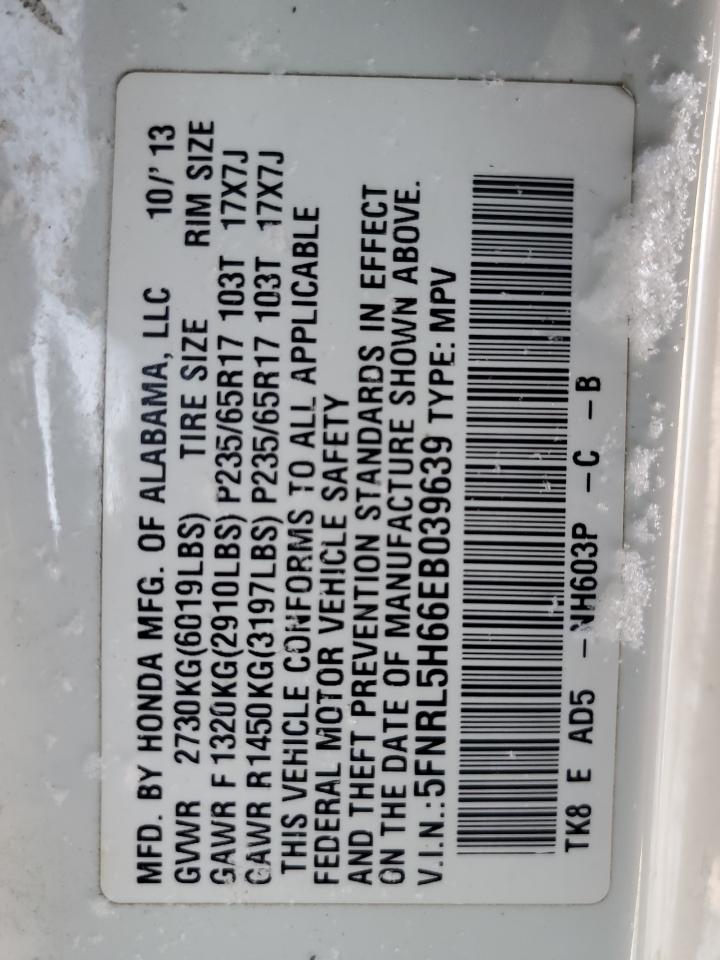 MFD. BY HONDA MFG. OF ALABAMA, LLC 10/' 13
GVWR 2730KG(6019LBS) TIRE SIZE RIM SIZE
GAWR F 1320KG(2910LBS) P235/65R17 103T 17X7J
GAWR R1450KG(3197LBS) P235/65R17 103T 17X7J
THIS VEHICLE CONFORMS TO ALL APPLICABLE
FEDERAL MOTOR VEHICLE SAFETY
AND THEFT PREVENTION STANDARDS IN EFFECT
ON THE DATE OF MANUFACTURE SHOWN ABOVE.
V.I.N.:5FNRL5H66EB039639 TYPE: MPV
TK8 E AD5 -NH603P -C -B